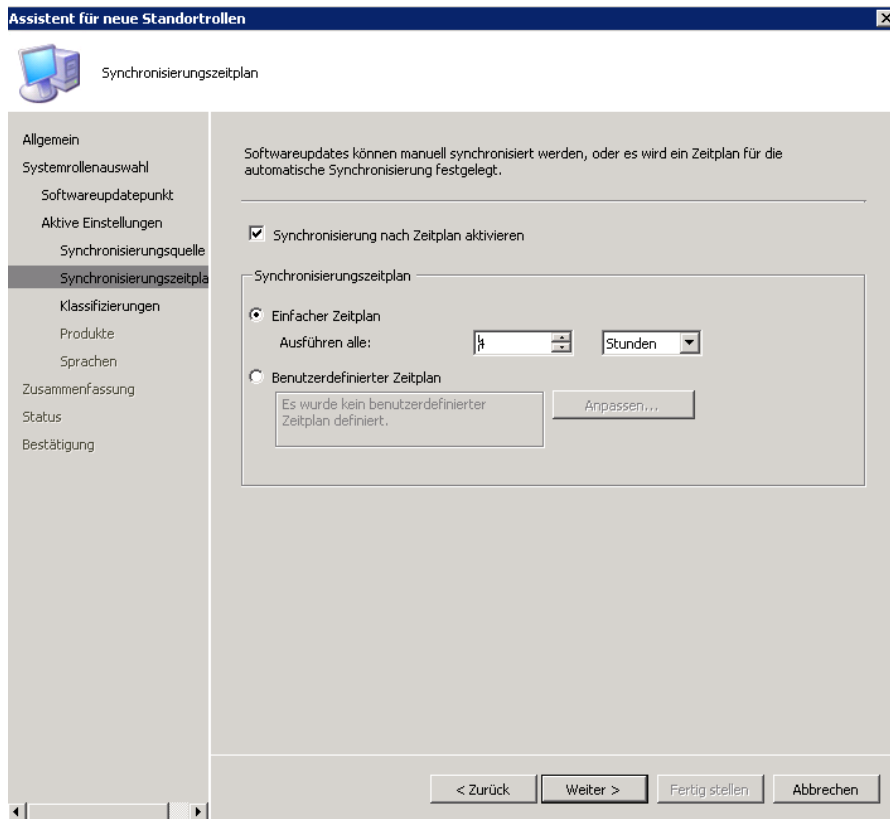 Assistent für neue Standortrollen
Synchronisierungszeitplan
Allgemein
Systemrollenauswahl
Softwareupdatepunkt
Aktive Einstellungen
Synchronisierungsquelle
Synchronisierungszeitpla
Klassifizierungen
Produkte
Sprachen
Zusammenfassung
Status
Bestätigung
Softwareupdates können manuell synchronisiert werden, oder es wird ein Zeitplan für die
automatische Synchronisierung festgelegt.
Synchronisierung nach Zeitplan aktivieren
Synchronisierungszeitplan
Einfacher Zeitplan
Ausführen alle:
Stunden
Benutzerdefinierter Zeitplan
Es wurde kein benutzerdefinierter
Zeitplan definiert.
Anpassen...
< Zurück
Weiter >
Fertig stellen
Abbrechen